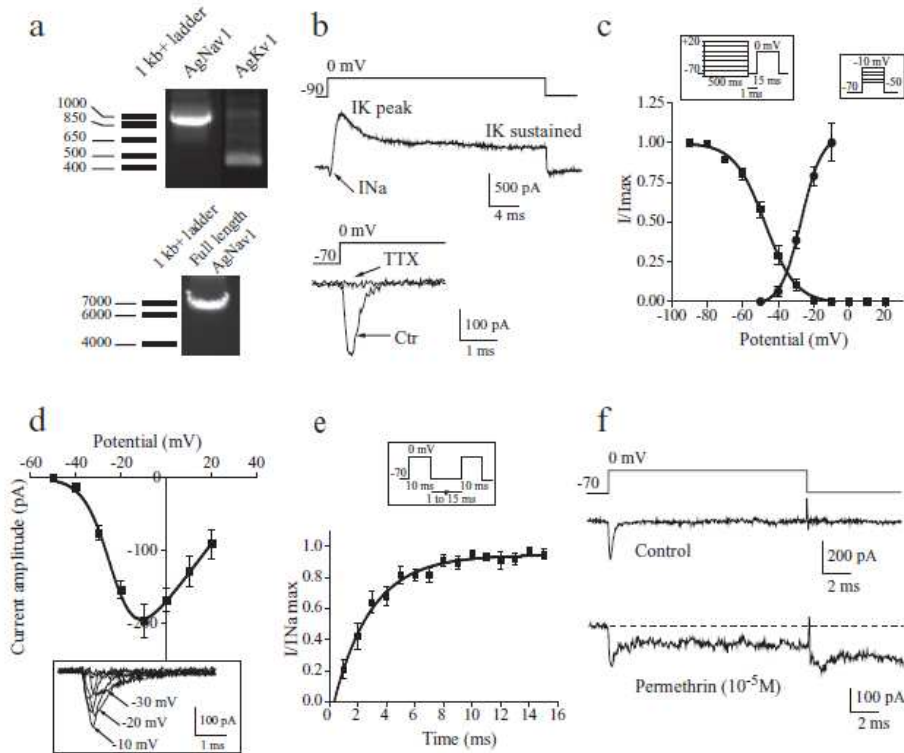 a
1 kb+ ladder
AgNav1
AgKv1
1000
850
650
500
400
1 kb+ ladder
Full length
AgNav1
7000
6000
4000
b
0 mV
-90
IK peak
IK sustained
INa
500 pA
4 ms
0 mV
-70
TTX
Ctr
100 pA
1 ms
c
+20
-70
500 ms
0 mV
15 ms
1 ms
-10 mV
-70
-50
I/Imax
1.25
1.00
0.75
0.50
0.25
0.00
-100 -80 -60 -40 -20 0 20
Potential (mV)
d
Potential (mV)
-60 -40 -20 0 20 40
Current amplitude (pA)
-100
-200
-30 mV
-20 mV
-10 mV
100 pA
1 ms
e
0 mV
-70
10 ms
10 ms
1 to 15 ms
I/INa max
1.0
0.8
0.6
0.4
0.2
0.0
0 2 4 6 8 10 12 14 16
Time (ms)
f
0 mV
-70
Control
200 pA
2 ms
Permethrin (10-5M)
100 pA
2 ms